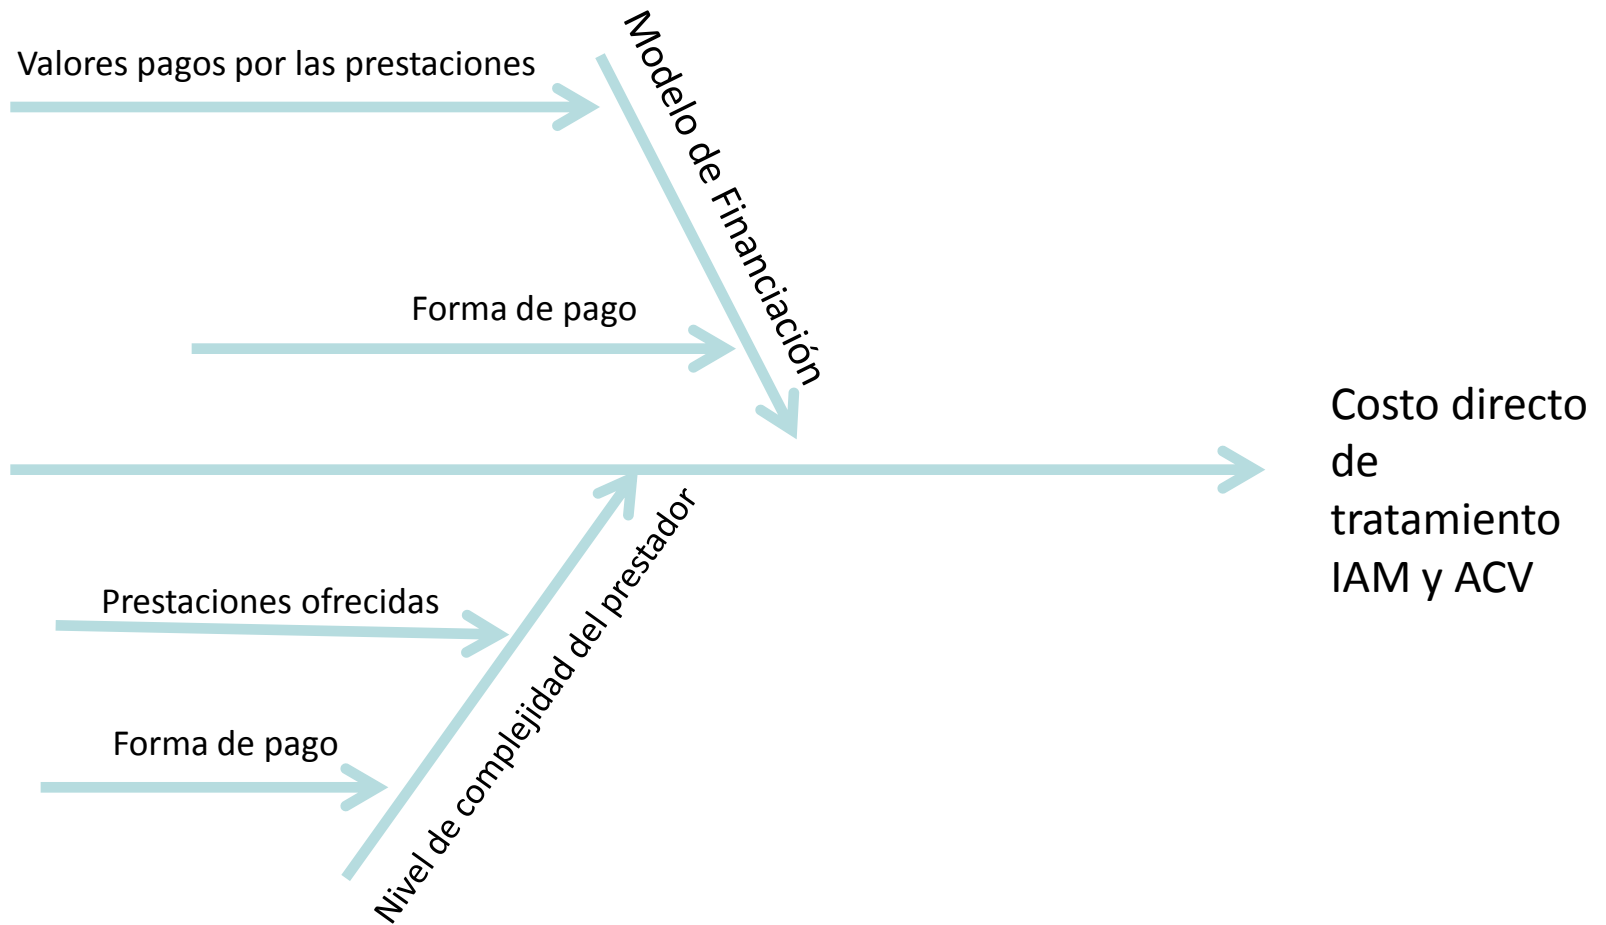 Valores pagos por las prestaciones
Modelo de Financiación
Forma de pago
Costo directo
de
tratamiento
IAM y ACV
Nivel de complejidad del prestador
Prestaciones ofrecidas
Forma de pago